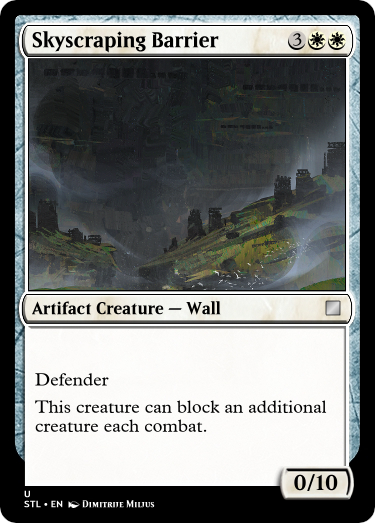 Skyscraping Barrier 3
Artifact Creature — Wall
Defender
This creature can block an additional
creature each combat.
0/10
U
STL • EN Dimitrije Miljus